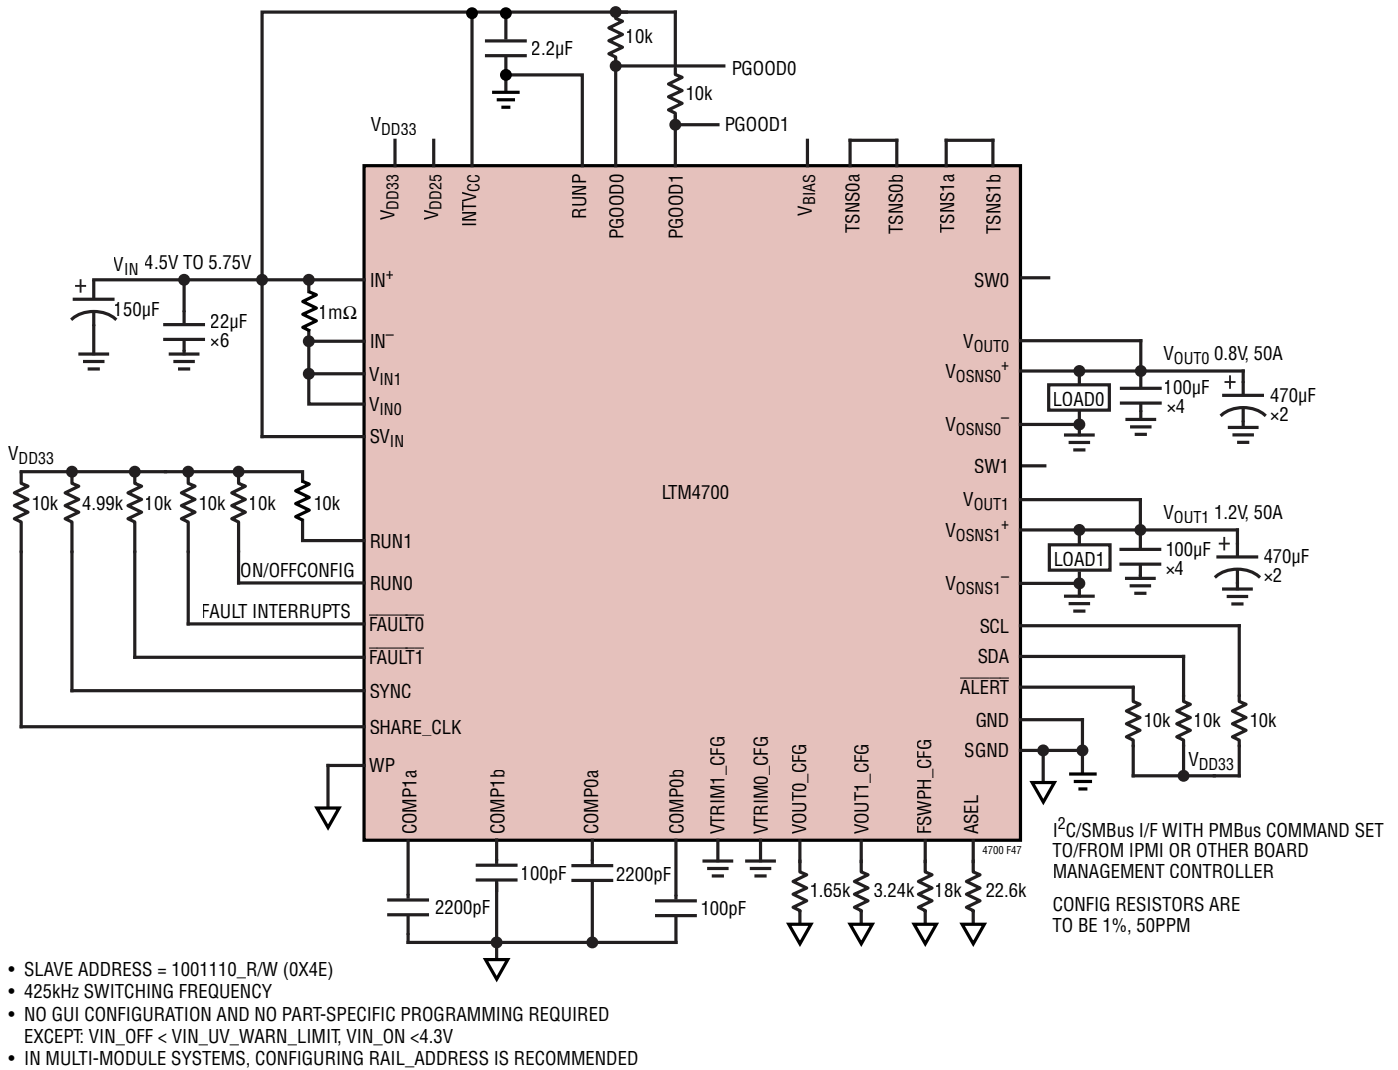 10k
2.2µF
PGOOD0
10k
PGOOD1
VDD33
VDD33
VDD25
INTVCC
RUNP
PGOOD0
PGOOD1
VBIAS
TSNS0a
TSNS0b
TSNS1a
TSNS1b
VIN 4.5V TO 5.75V
+
150µF
22µF
×6
1mΩ
IN+
IN–
VIN1
VIN0
SVIN
SW0
VOUT0
VOSNS0+
VOSNS0–
VOUT0 0.8V, 50A
LOAD0
100µF
×4
+
470µF
×2
VDD33
10k
4.99k
10k
10k
10k
10k
RUN1
ON/OFFCONFIG
RUN0
FAULT INTERRUPTS
FAULT0
FAULT1
SYNC
SHARE_CLK
WP
LTM4700
SW1
VOUT1
VOSNS1+
VOSNS1–
VOUT1 1.2V, 50A
LOAD1
100µF
×4
+
470µF
×2
SCL
SDA
ALERT
GND
SGND
10k
10k
10k
VDD33
COMP1a
COMP1b
COMP0a
COMP0b
VTRIM1_CFG
VTRIM0_CFG
VOUT0_CFG
VOUT1_CFG
FSWPH_CFG
ASEL
4700 F47
2200pF
100pF
2200pF
100pF
1.65k
3.24k
18k
22.6k
I2C/SMBus I/F WITH PMBus COMMAND SET
TO/FROM IPMI OR OTHER BOARD
MANAGEMENT CONTROLLER
CONFIG RESISTORS ARE
TO BE 1%, 50PPM
• SLAVE ADDRESS = 1001110_R/W (0X4E)
• 425kHz SWITCHING FREQUENCY
• NO GUI CONFIGURATION AND NO PART-SPECIFIC PROGRAMMING REQUIRED
EXCEPT: VIN_OFF < VIN_UV_WARN_LIMIT, VIN_ON <4.3V
• IN MULTI-MODULE SYSTEMS, CONFIGURING RAIL_ADDRESS IS RECOMMENDED